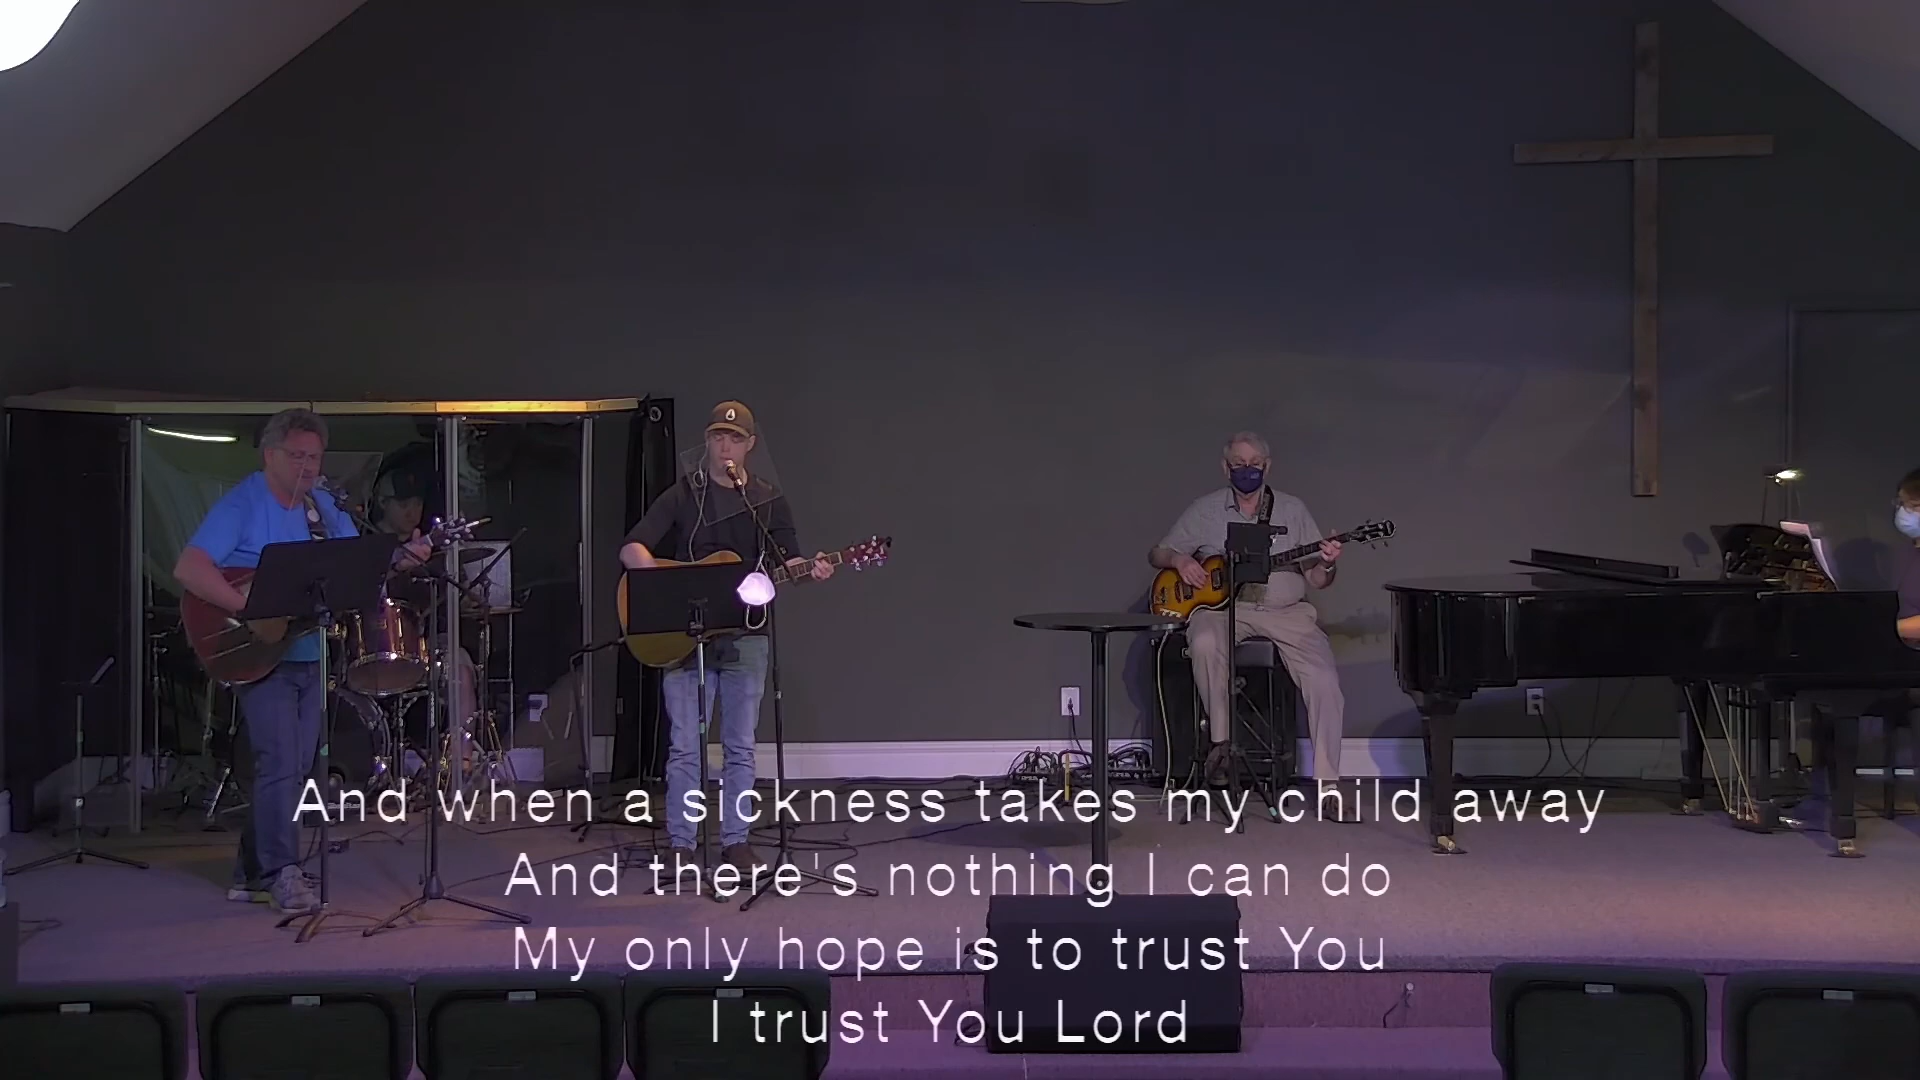 And when a sickness takes my child away
And there's nothing I can do
My only hope is to trust You
I trust You Lord